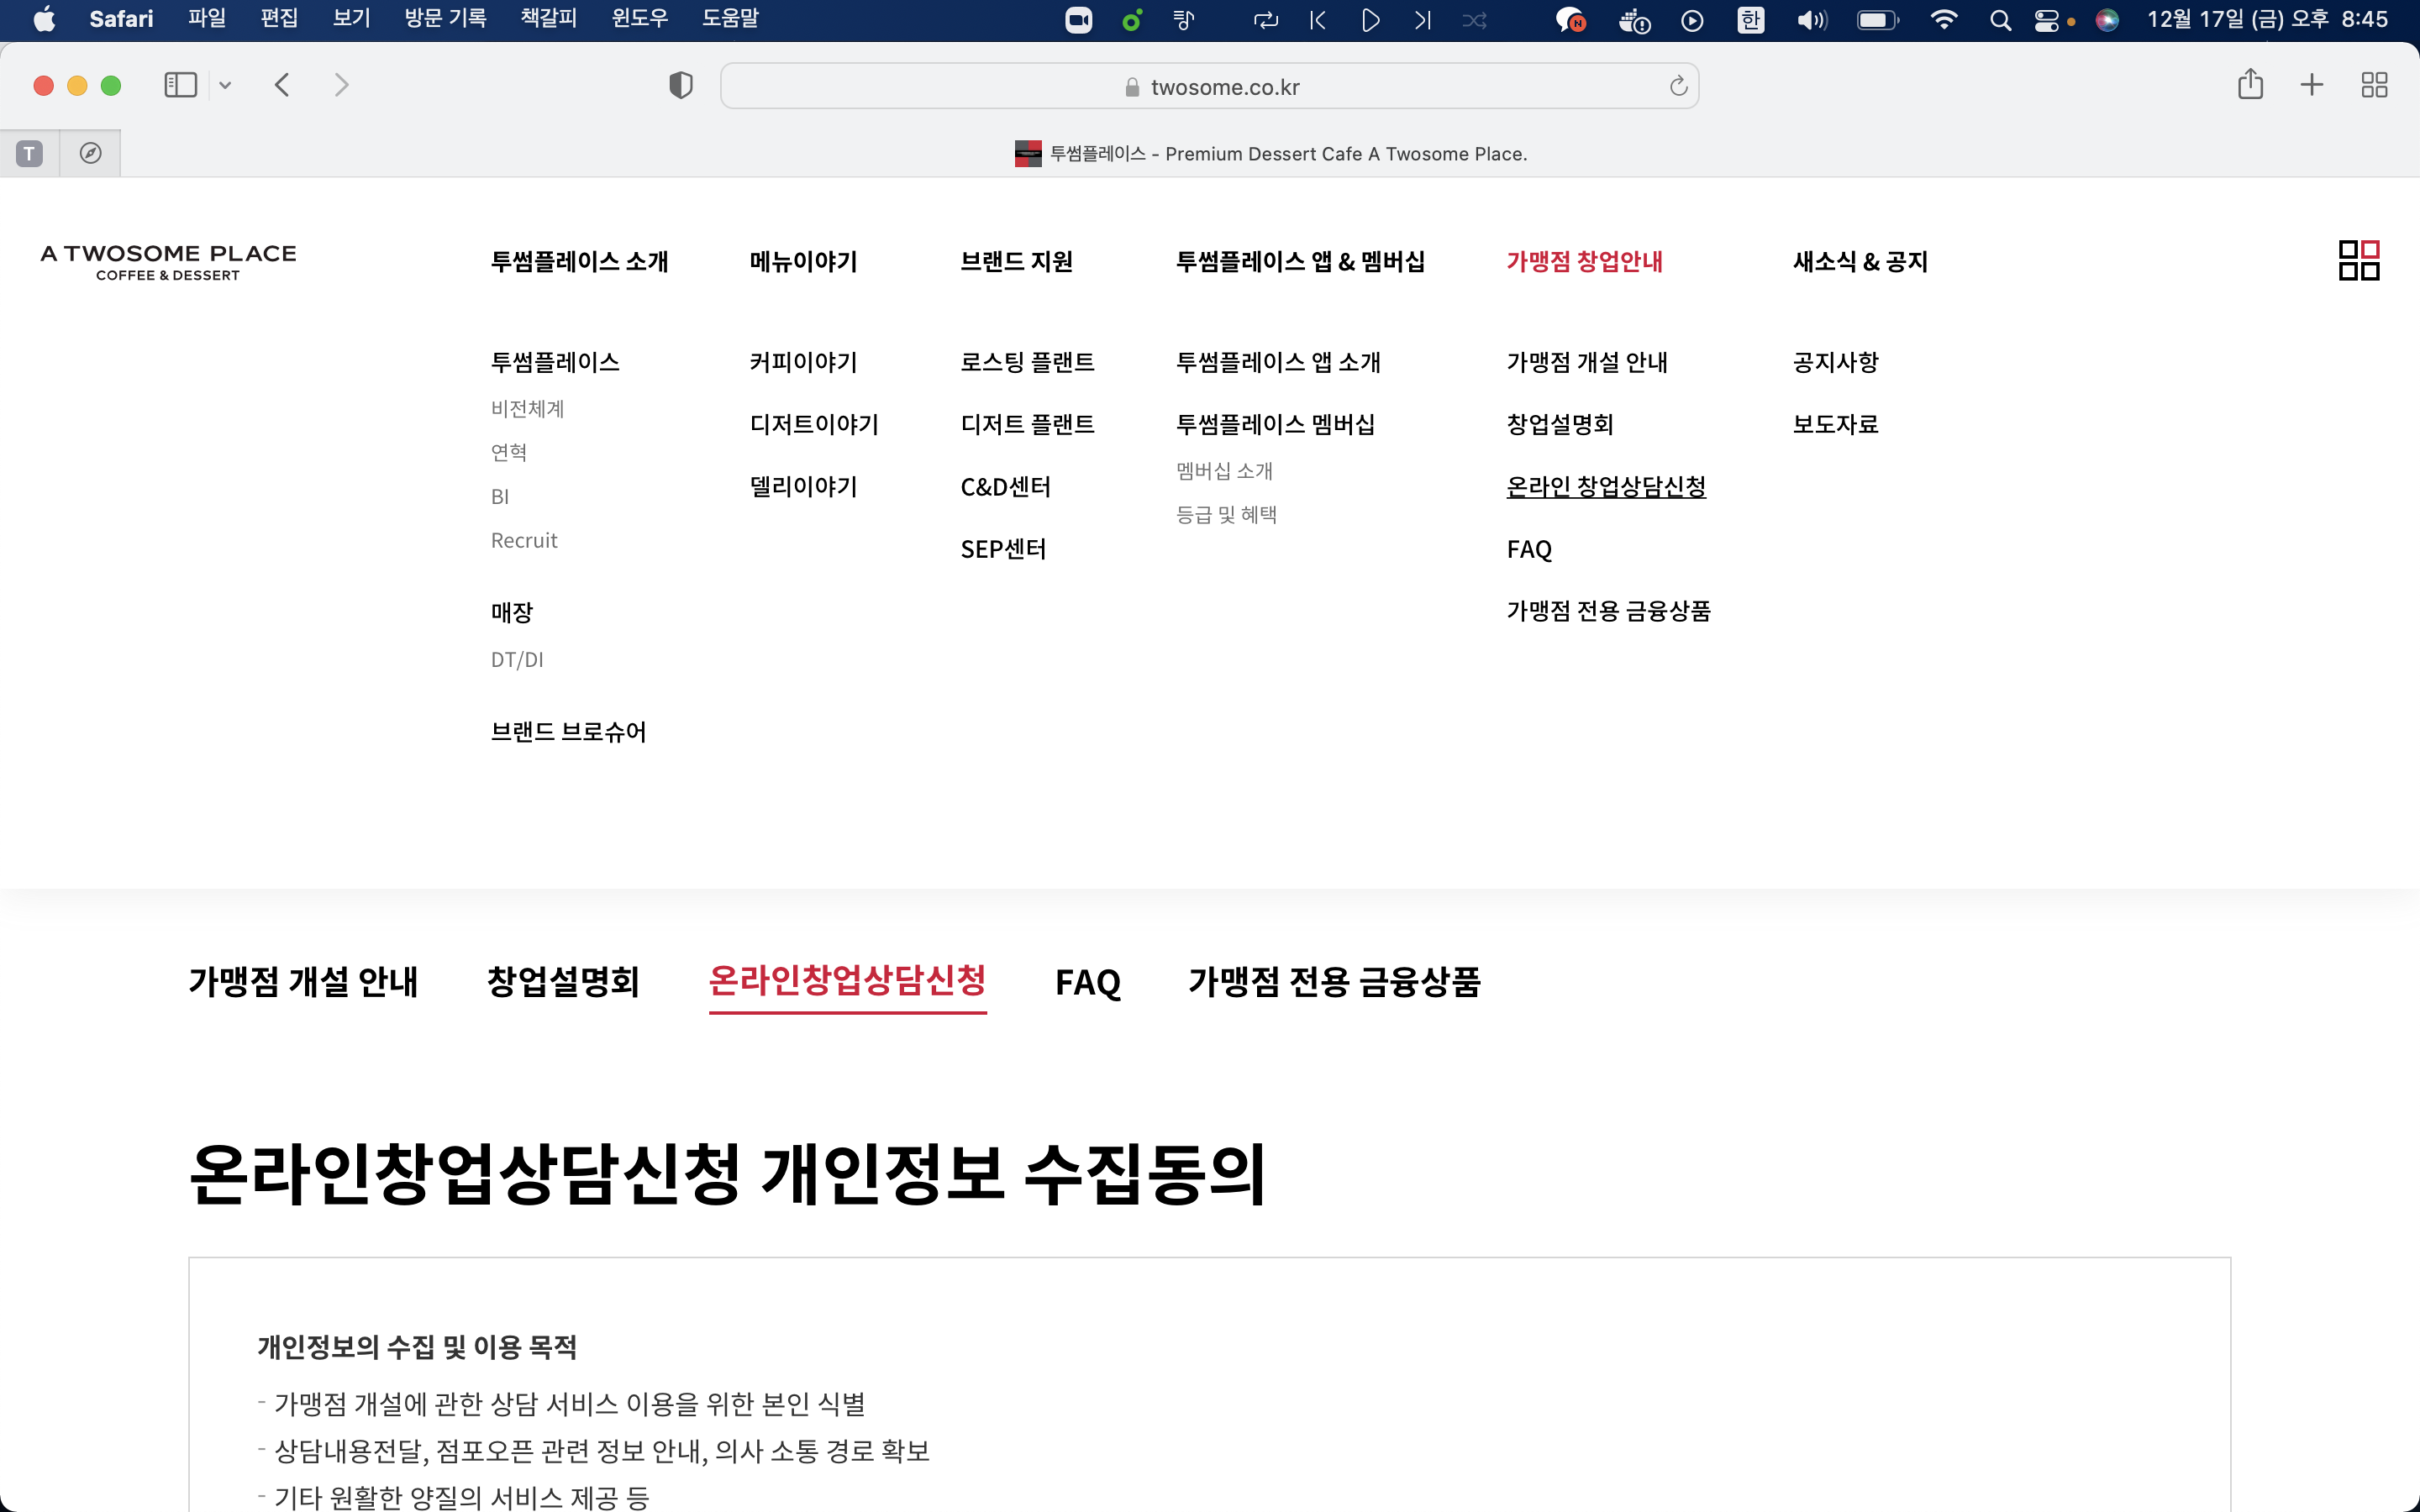 Safari 파일 편집 보기 방문 기록 책갈피 윈도우 도움말 N 한 12월 17일 (금) 오후 8:45
twosome.co.kr
T 투썸플레이스 - Premium Dessert Cafe A Twosome Place.
A TWOSOME PLACE
COFFEE & DESSERT
투썸플레이스 소개 메뉴이야기 브랜드 지원 투썸플레이스 앱 & 멤버십 가맹점 창업안내 새소식 & 공지
투썸플레이스
비전체계
연혁
BI
Recruit
매장
DT/DI
브랜드 브로슈어
커피이야기
디저트이야기
델리이야기
로스팅 플랜트
디저트 플랜트
C&D센터
SEP센터
투썸플레이스 앱 소개
투썸플레이스 멤버십
멤버십 소개
등급 및 혜택
가맹점 개설 안내
창업설명회
온라인 창업상담신청
FAQ
가맹점 전용 금융상품
공지사항
보도자료
가맹점 개설 안내 창업설명회 온라인창업상담신청 FAQ 가맹점 전용 금융상품
온라인창업상담신청 개인정보 수집동의
개인정보의 수집 및 이용 목적
- 가맹점 개설에 관한 상담 서비스 이용을 위한 본인 식별
- 상담내용전달, 점포오픈 관련 정보 안내, 의사 소통 경로 확보
- 기타 원활한 양질의 서비스 제공 등